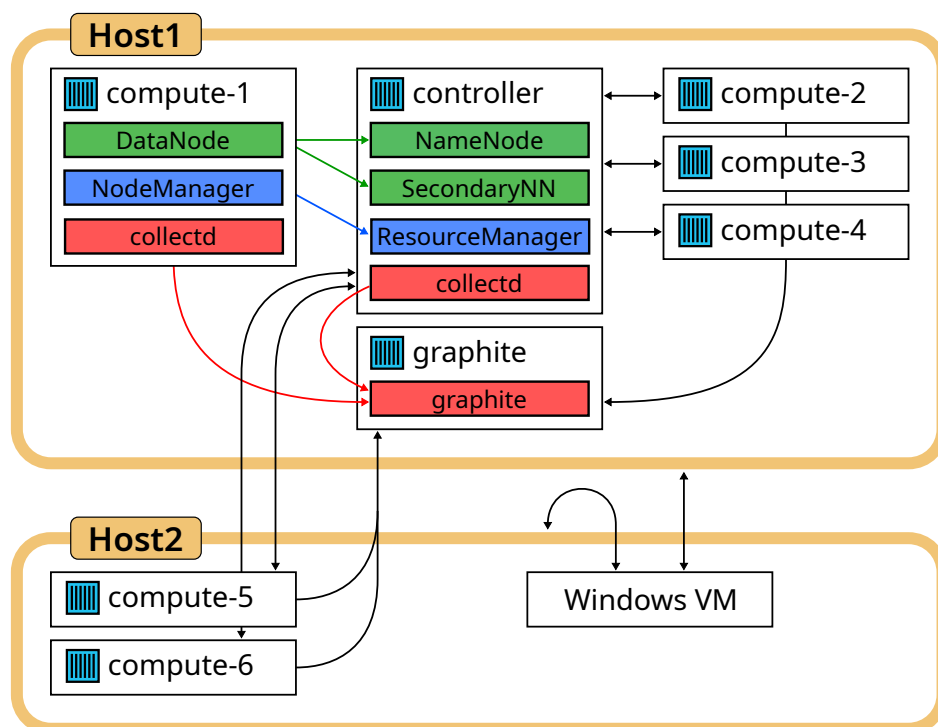 Host1
compute-1
DataNode
NodeManager
collectd
controller
NameNode
SecondaryNN
ResourceManager
collectd
graphite
graphite
compute-2
compute-3
compute-4
Host2
compute-5
compute-6
Windows VM